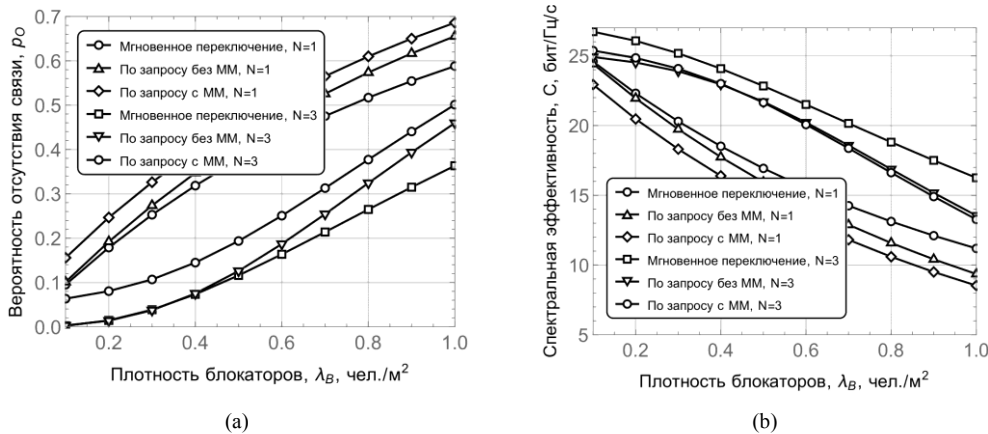 Вероятность отсутствия связи, pO
0.7
0.6
0.5
0.4
0.3
0.2
0.1
0.0
Мгновенное переключение, N=1
По запросу без ММ, N=1
По запросу с ММ, N=1
Мгновенное переключение, N=3
По запросу без ММ, N=3
По запросу с ММ, N=3
0.2 0.4 0.6 0.8 1.0
Плотность блокаторов, λB, чел./м²
(a)
Спектральная эффективность, C, бит/Гц/с
25
20
15
10
5
Мгновенное переключение, N=1
По запросу без ММ, N=1
По запросу с ММ, N=1
Мгновенное переключение, N=3
По запросу без ММ, N=3
По запросу с ММ, N=3
0.2 0.4 0.6 0.8 1.0
Плотность блокаторов, λB, чел./м²
(b)